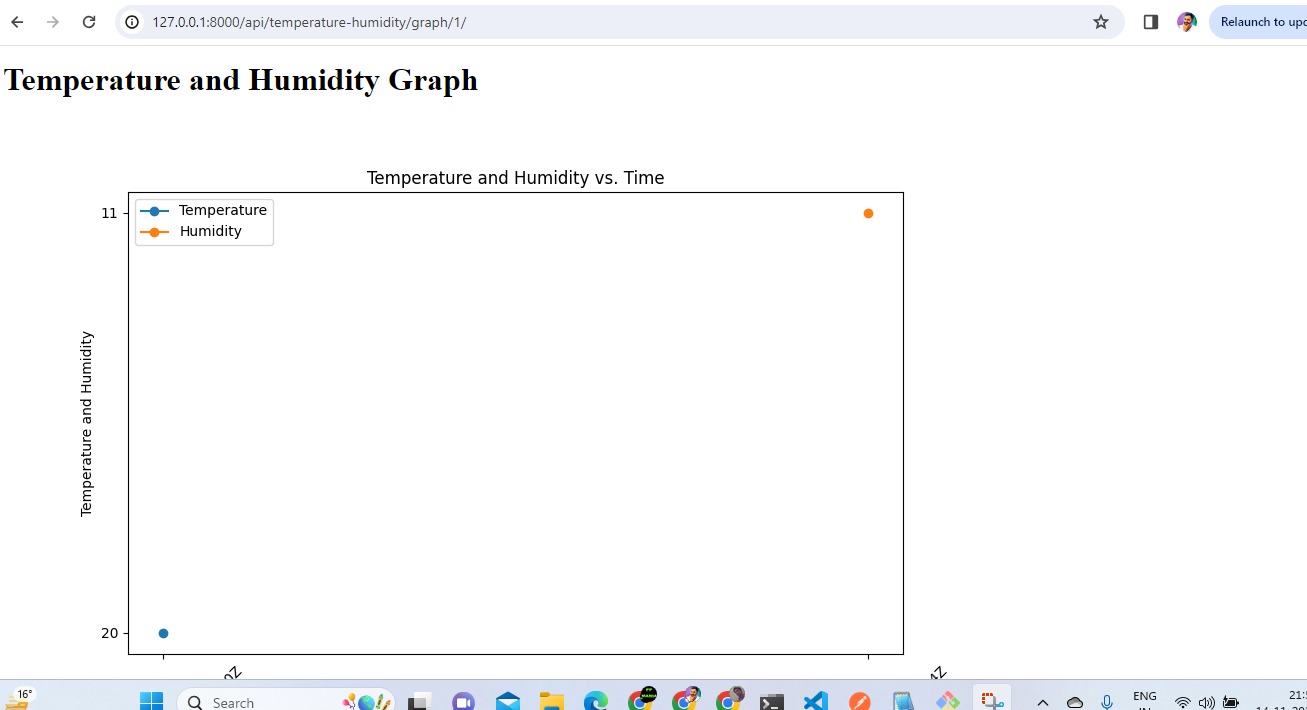 127.0.0.1:8000/api/temperature-humidity/graph/1/
Relaunch to upd
Temperature and Humidity Graph
Temperature and Humidity vs. Time
Temperature
Humidity
11
Temperature and Humidity
20
0Z
4Z
16°
Search
ENG
IN
21:5
14-11-20